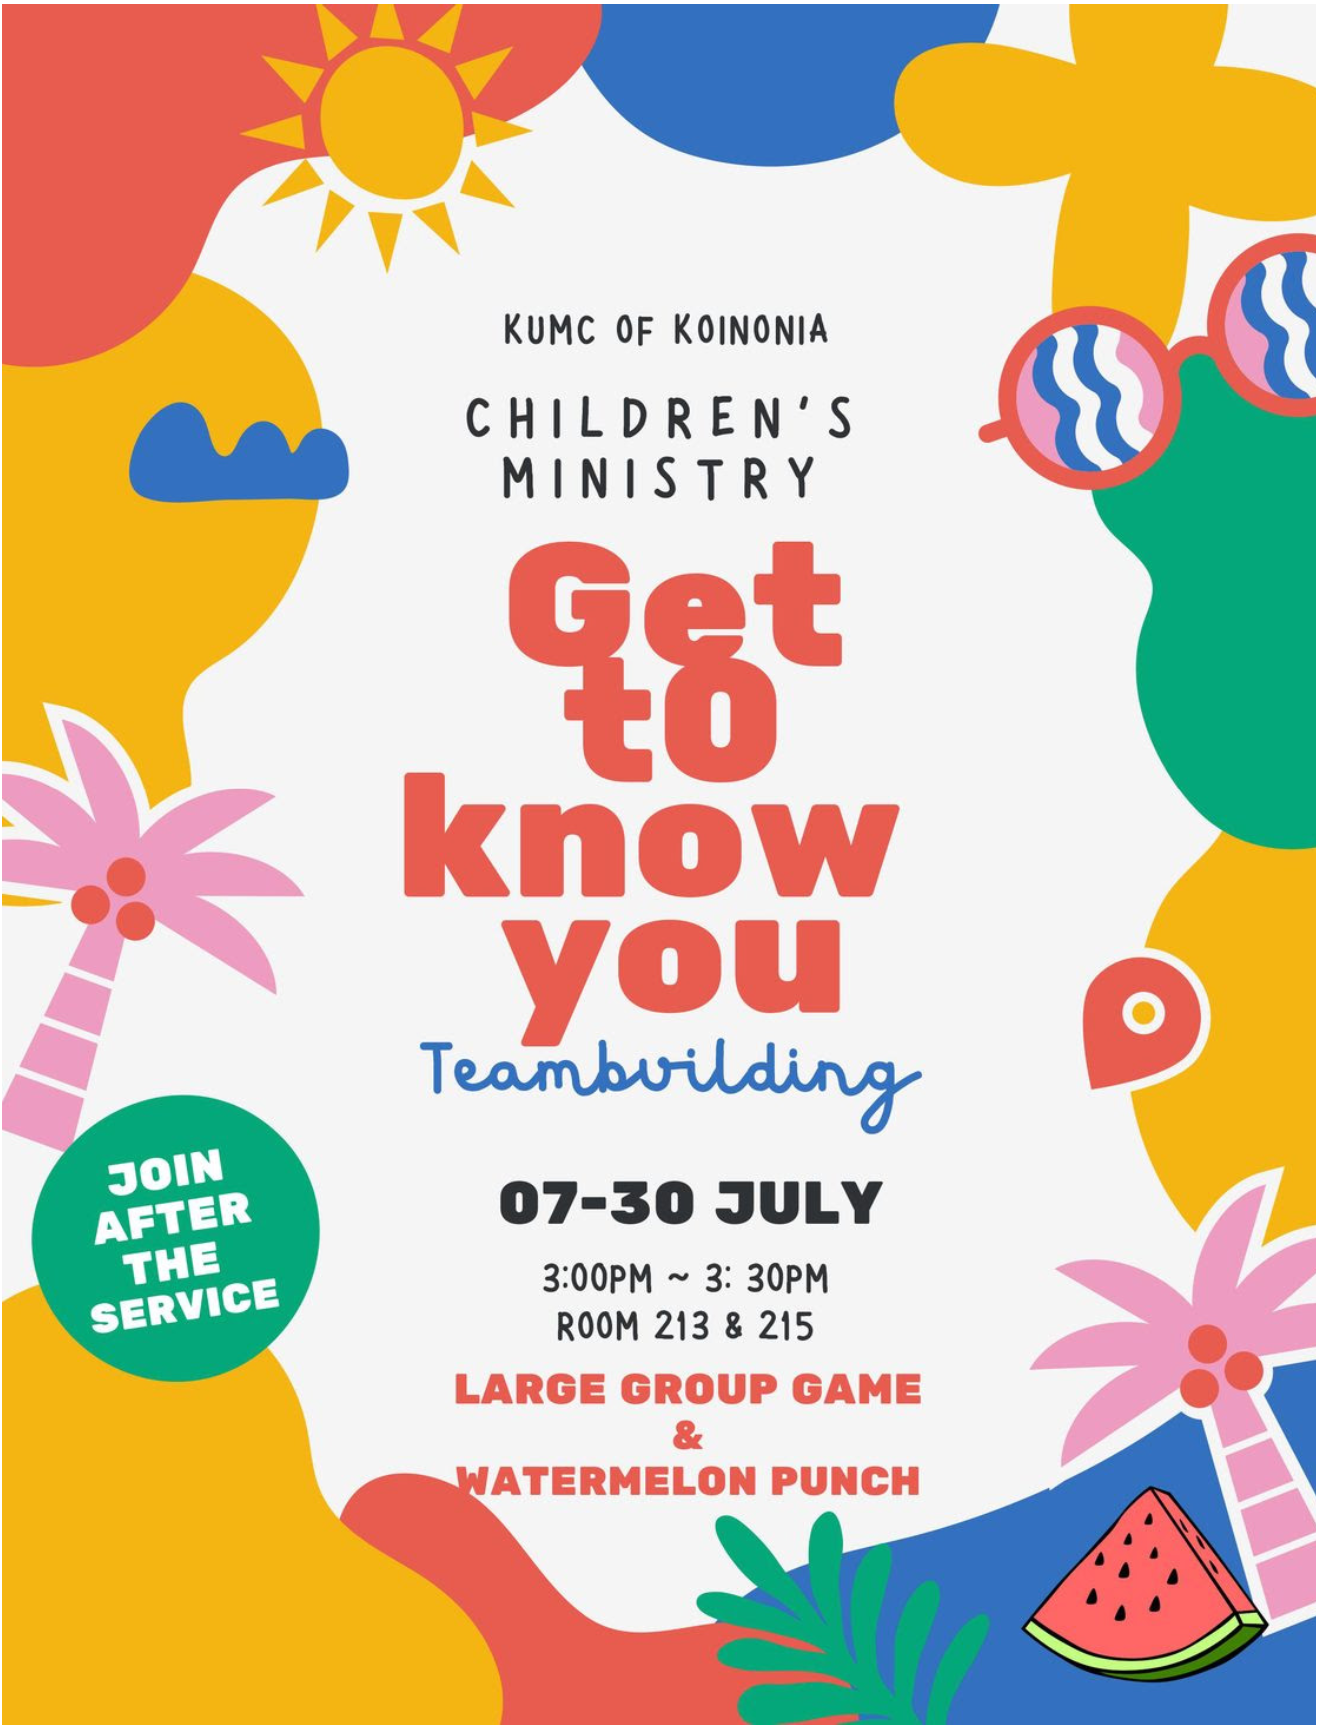 KUMC OF KOINONIA
CHILDREN'S
MINISTRY
Get
to
know
you
Teambuilding
07-30 JULY
3:00PM ~ 3: 30PM
ROOM 213 & 215
LARGE GROUP GAME
&
WATERMELON PUNCH
JOIN
AFTER
THE
SERVICE